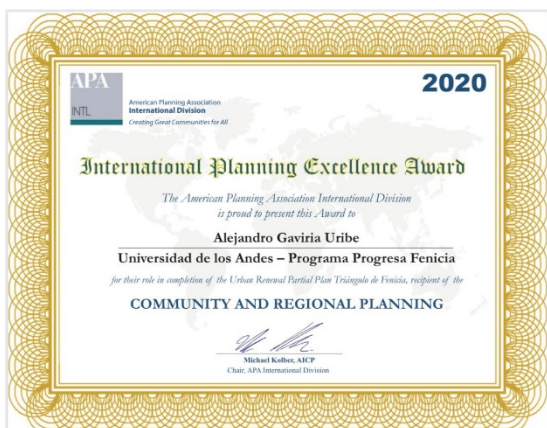 2020
APA
INTL
American Planning Association
International Division
Creating Great Communities for All
International Planning Excellence Award
The American Planning Association International Division
is proud to present this Award to
Alejandro Gaviria Uribe
Universidad de los Andes – Programa Progresa Fenicia
for their role in completion of the Urban Renewal Partial Plan Triángulo de Fenicia, recipient of the
COMMUNITY AND REGIONAL PLANNING
Michael Kolber, AICP
Chair, APA International Division